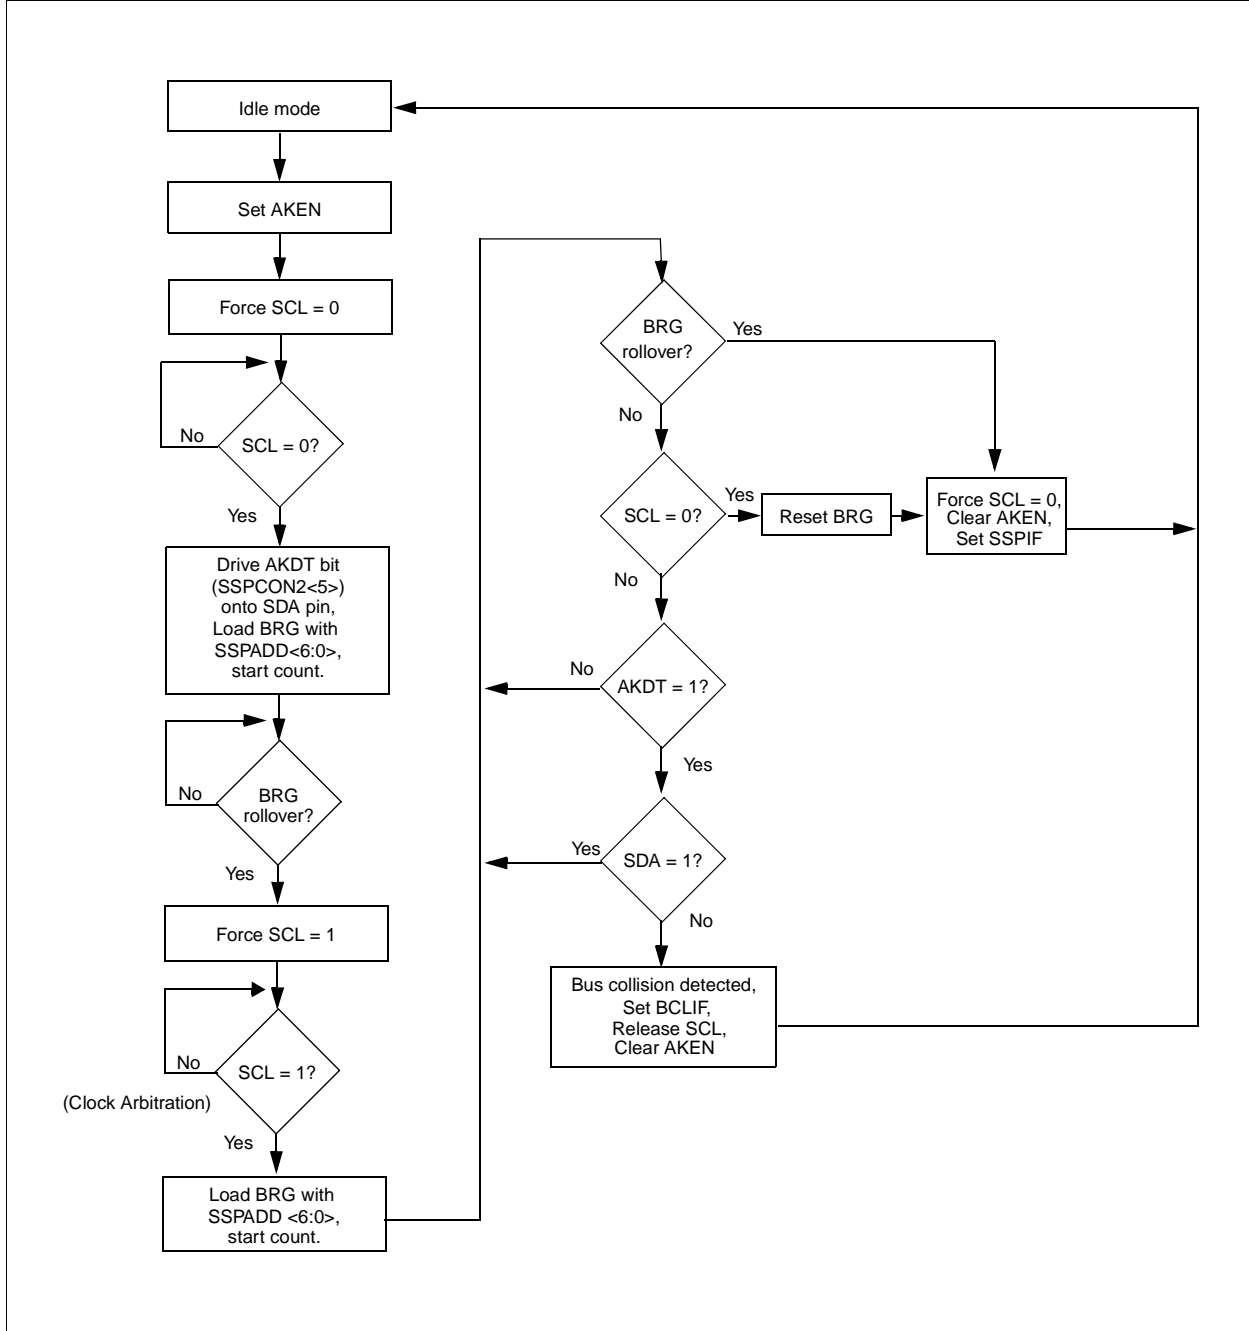 Idle mode
Set AKEN
Force SCL = 0
SCL = 0?
No
Yes
Drive AKDT bit
(SSPCON2<5>)
onto SDA pin,
Load BRG with
SSPADD<6:0>,
start count.
BRG
rollover?
No
Yes
Force SCL = 1
SCL = 1?
No
(Clock Arbitration)
Yes
Load BRG with
SSPADD <6:0>,
start count.
BRG
rollover?
Yes
No
SCL = 0?
Yes
Reset BRG
Force SCL = 0,
Clear AKEN,
Set SSPIF
No
AKDT = 1?
No
Yes
SDA = 1?
Yes
No
Bus collision detected,
Set BCLIF,
Release SCL,
Clear AKEN